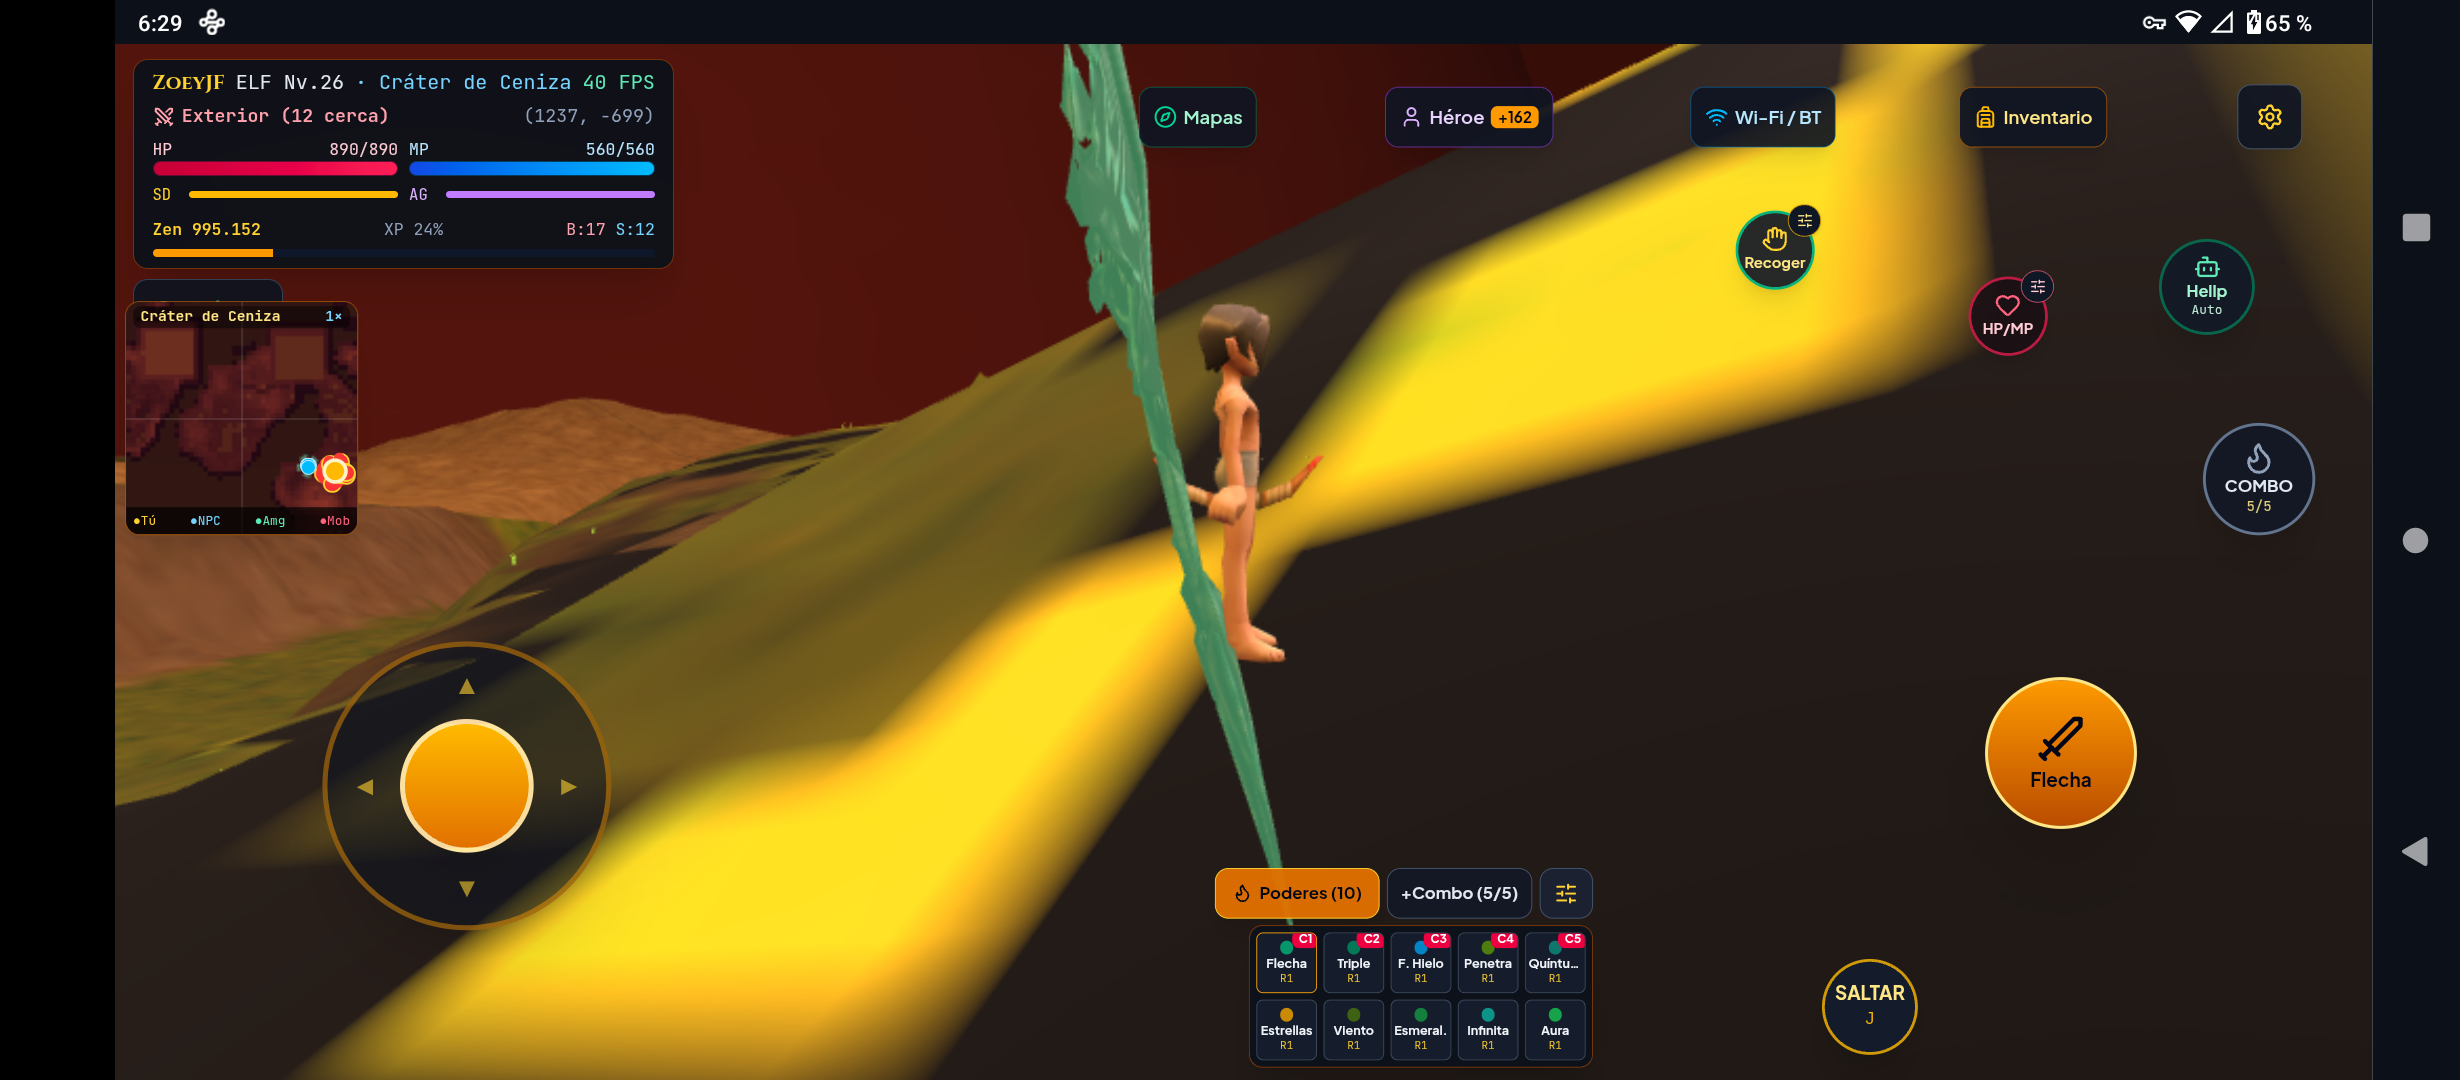 6:29
65 %
ZOEYJF ELF Nv.26 · Cráter de Ceniza 40 FPS
Exterior (12 cerca) (1237, -699)
HP 890/890 MP 560/560
SD AG
Zen 995.152 XP 24% B:17 S:12
Mapas
Héroe +162
Wi-Fi / BT
Inventario
Recoger
HP/MP
Hellp
Auto
Cráter de Ceniza 1×
Tú NPC Amg Mob
COMBO
5/5
Flecha
Poderes (10) +Combo (5/5)
C1 C2 C3 C4 C5
Flecha Triple F. Hielo Penetra Quíntu...
R1 R1 R1 R1 R1
Estrellas Viento Esmeral. Infinita Aura
R1 R1 R1 R1 R1
SALTAR
J